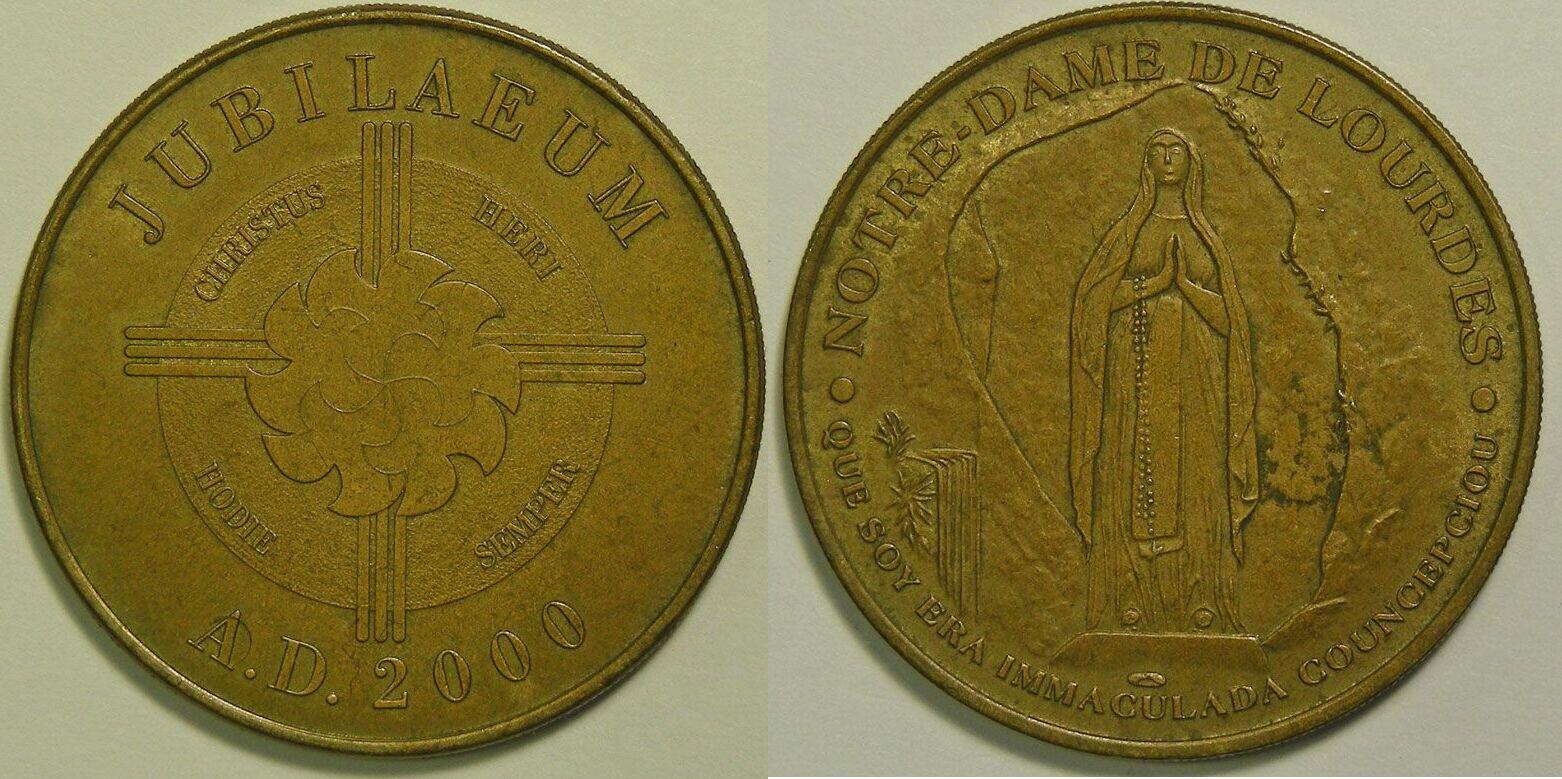 JUBILAEUM
CHRISTUS HERI
HODIE SEMPER
A.D. 2000
NOTRE-DAME DE LOURDES
• QUE SOY ERA IMMACULADA COUNCEPCIOU •